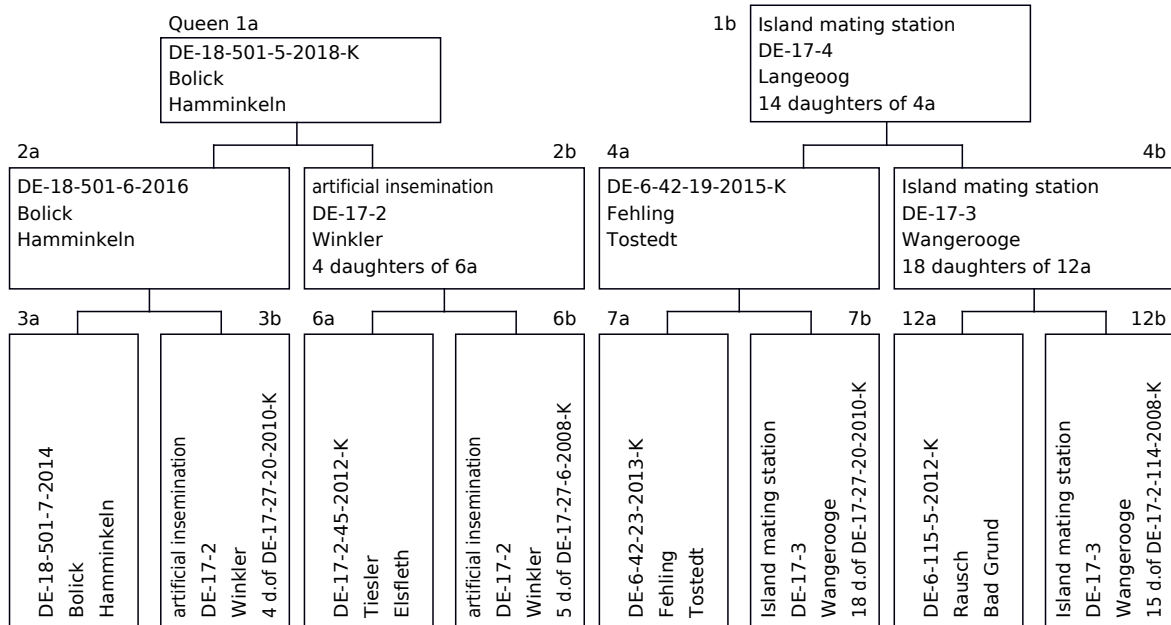 Queen 1a
DE-18-501-5-2018-K
Bolick
Hamminkeln
1b
Island mating station
DE-17-4
Langeoog
14 daughters of 4a
2a
DE-18-501-6-2016
Bolick
Hamminkeln
2b
artificial insemination
DE-17-2
Winkler
4 daughters of 6a
4a
DE-6-42-19-2015-K
Fehling
Tostedt
4b
Island mating station
DE-17-3
Wangerooge
18 daughters of 12a
3a
DE-18-501-7-2014
Bolick
Hamminkeln
3b
artificial insemination
DE-17-2
Winkler
4 d.of DE-17-27-20-2010-K
6a
DE-17-2-45-2012-K
Tiesler
Elsfleth
6b
artificial insemination
DE-17-2
Winkler
5 d.of DE-17-27-6-2008-K
7a
DE-6-42-23-2013-K
Fehling
Tostedt
7b
Island mating station
DE-17-3
Wangerooge
18 d.of DE-17-27-20-2010-K
12a
DE-6-115-5-2012-K
Rausch
Bad Grund
12b
Island mating station
DE-17-3
Wangerooge
15 d.of DE-17-2-114-2008-K